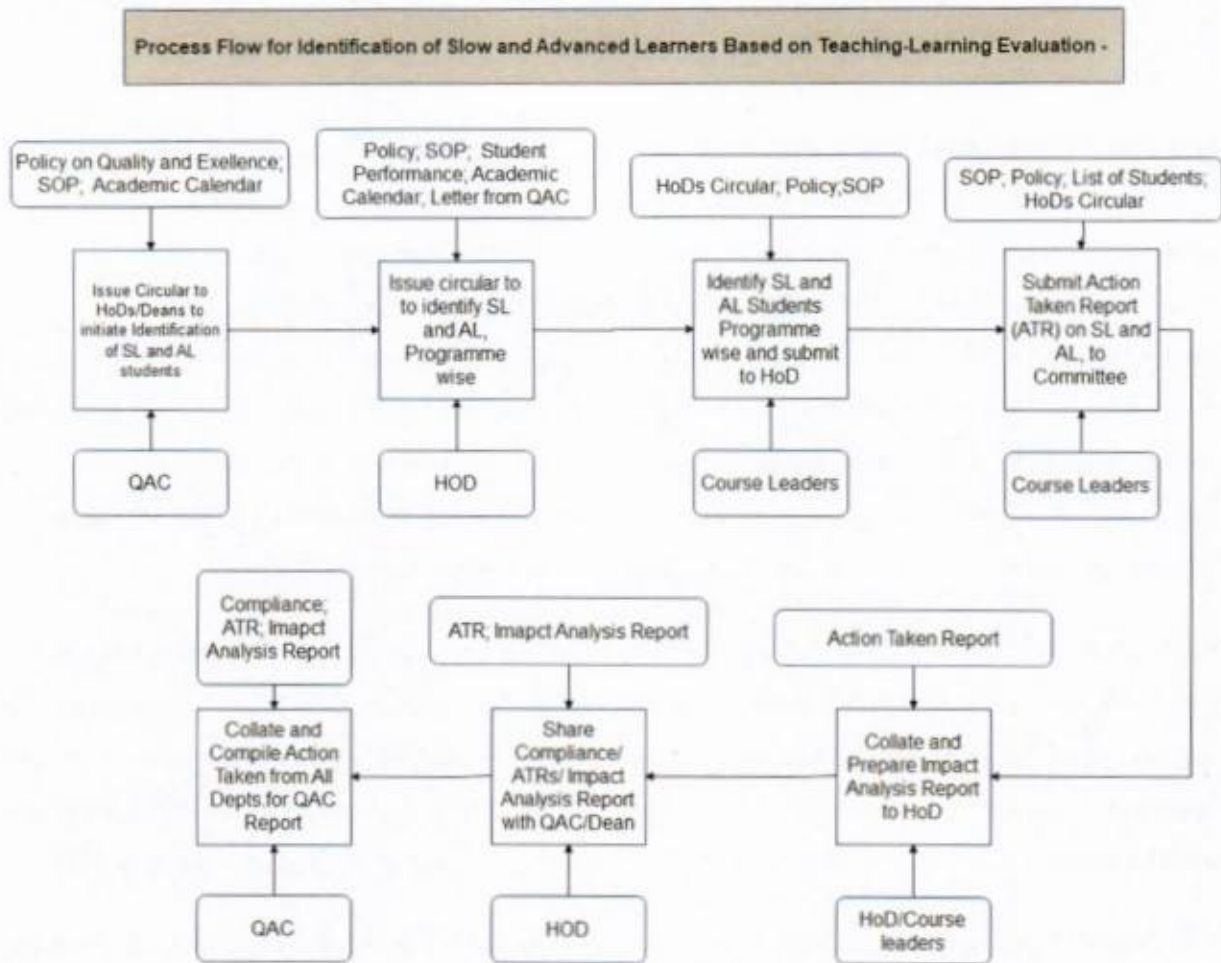 Process Flow for Identification of Slow and Advanced Learners Based on Teaching-Learning Evaluation -
Policy on Quality and Exellence;
SOP; Academic Calendar
Policy; SOP; Student
Performance; Academic
Calendar; Letter from QAC
HoDs Circular; Policy;SOP
SOP; Policy; List of Students;
HoDs Circular
Issue Circular to
HoDs/Deans to
initiate Identification
of SL and AL
students
Issue circular to
to identify SL
and AL,
Programme
wise
Identify SL and
AL Students
Programme
wise and submit
to HoD
Submit Action
Taken Report
(ATR) on SL and
AL, to
Committee
QAC
HOD
Course Leaders
Course Leaders
Compliance;
ATR; Imapct
Analysis Report
ATR; Imapct Analysis Report
Action Taken Report
Collate and
Compile Action
Taken from All
Depts.for QAC
Report
Share
Compliance/
ATRs/ Impact
Analysis Report
with QAC/Dean
Collate and
Prepare Impact
Analysis Report
to HoD
QAC
HOD
HoD/Course
leaders